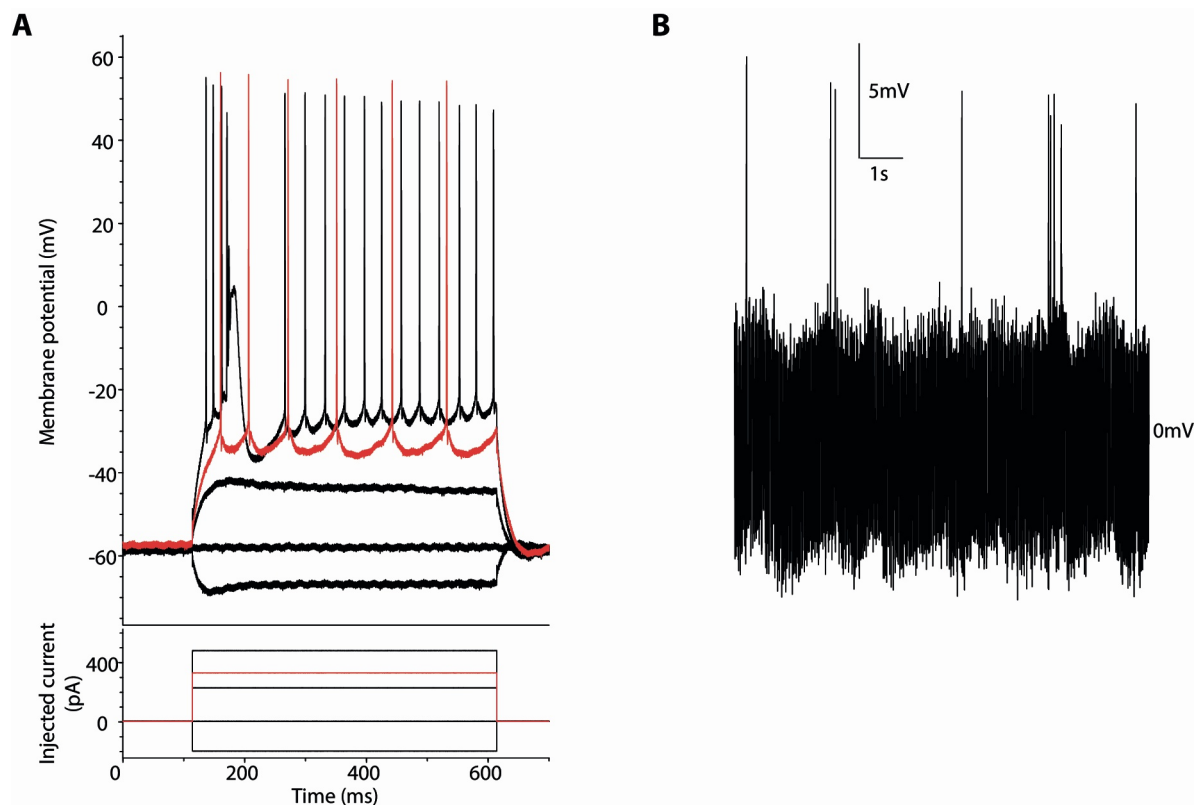 A
B
60
40
20
0
-20
-40
-60
Membrane potential (mV)
5mV
1s
0mV
400
0
Injected current
(pA)
0
200
400
600
Time (ms)